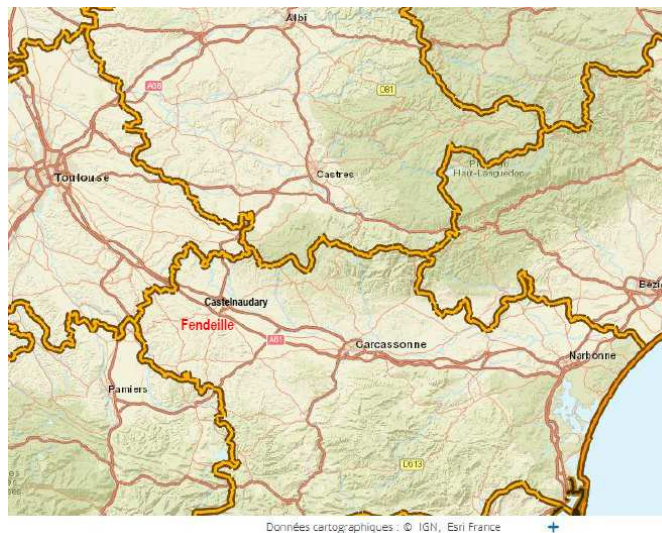 Albi
A68
D81
Toulouse
Castres
Haut-Languedoc
Castelnaudary
Fendeille
Bézie
A61
Carcassonne
Narbonne
Pamiers
D613
Données cartographiques : © IGN, Esri France